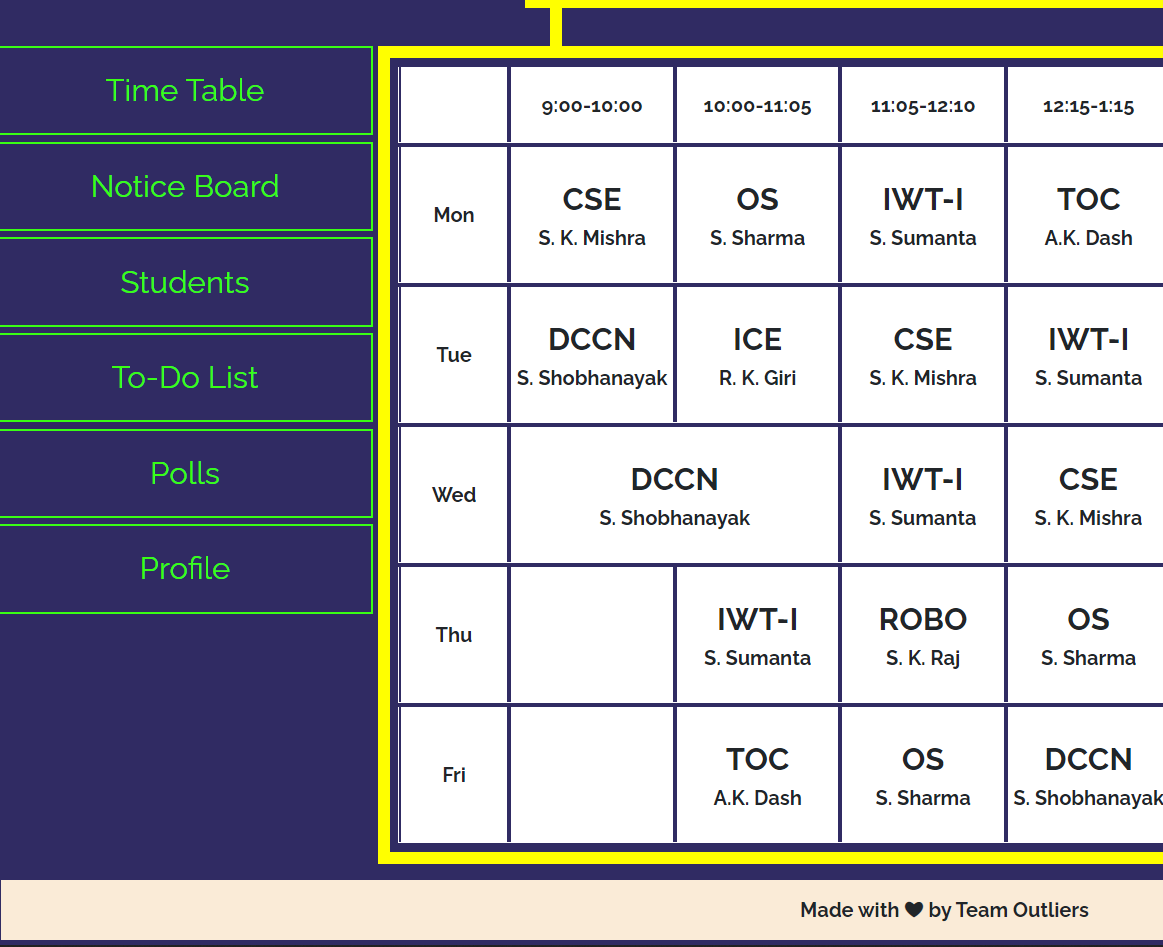 Time Table
Notice Board
Students
To-Do List
Polls
Profile
9:00-10:00 10:00-11:05 11:05-12:10 12:15-1:15
Mon
CSE OS IWT-I TOC
S. K. Mishra S. Sharma S. Sumanta A.K. Dash
Tue
DCCN ICE CSE IWT-I
S. Shobhanayak R. K. Giri S. K. Mishra S. Sumanta
Wed
DCCN IWT-I CSE
S. Shobhanayak S. Sumanta S. K. Mishra
Thu
IWT-I ROBO OS
S. Sumanta S. K. Raj S. Sharma
Fri
TOC OS DCCN
A.K. Dash S. Sharma S. Shobhanayak
Made with ♥ by Team Outliers